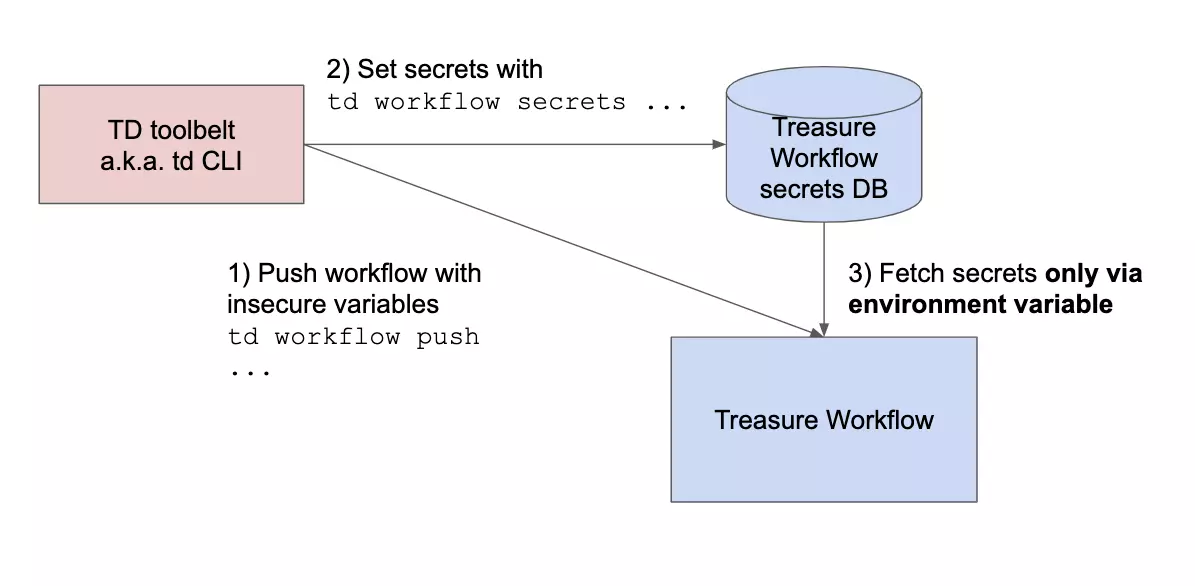 2) Set secrets with
td workflow secrets ...
TD toolbelt
a.k.a. td CLI
Treasure
Workflow
secrets DB
1) Push workflow with
insecure variables
td workflow push
...
3) Fetch secrets only via
environment variable
Treasure Workflow